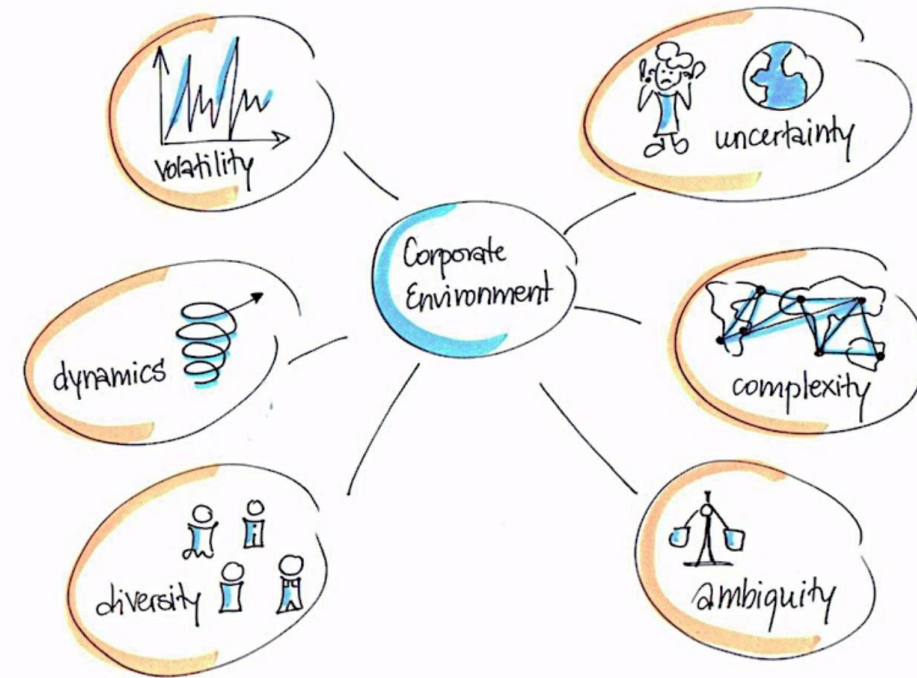 volatility
uncertainty
Corporate
Environment
dynamics
complexity
diversity
ambiguity